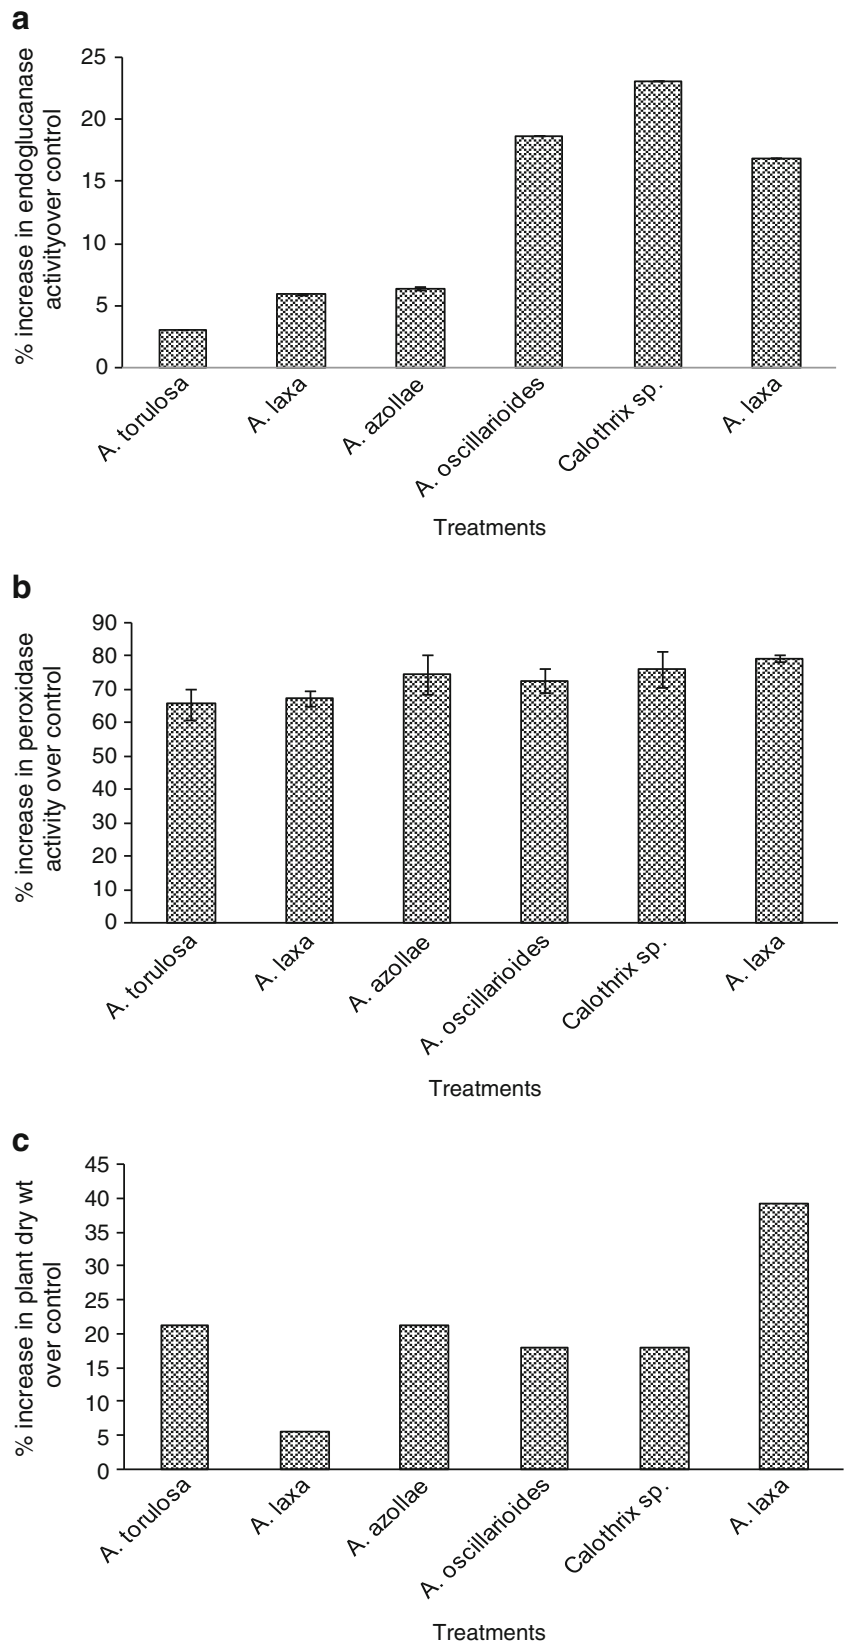 a
% increase in endoglucanase
activityover control
25
20
15
10
5
0
A. torulosa
A. laxa
A. azollae
A. oscillarioides
Calothrix sp.
A. laxa
Treatments
b
% increase in peroxidase
activity over control
90
80
70
60
50
40
30
20
10
0
A. torulosa
A. laxa
A. azollae
A. oscillarioides
Calothrix sp.
A. laxa
Treatments
c
% increase in plant dry wt
over control
45
40
35
30
25
20
15
10
5
0
A. torulosa
A. laxa
A. azollae
A. oscillarioides
Calothrix sp.
A. laxa
Treatments